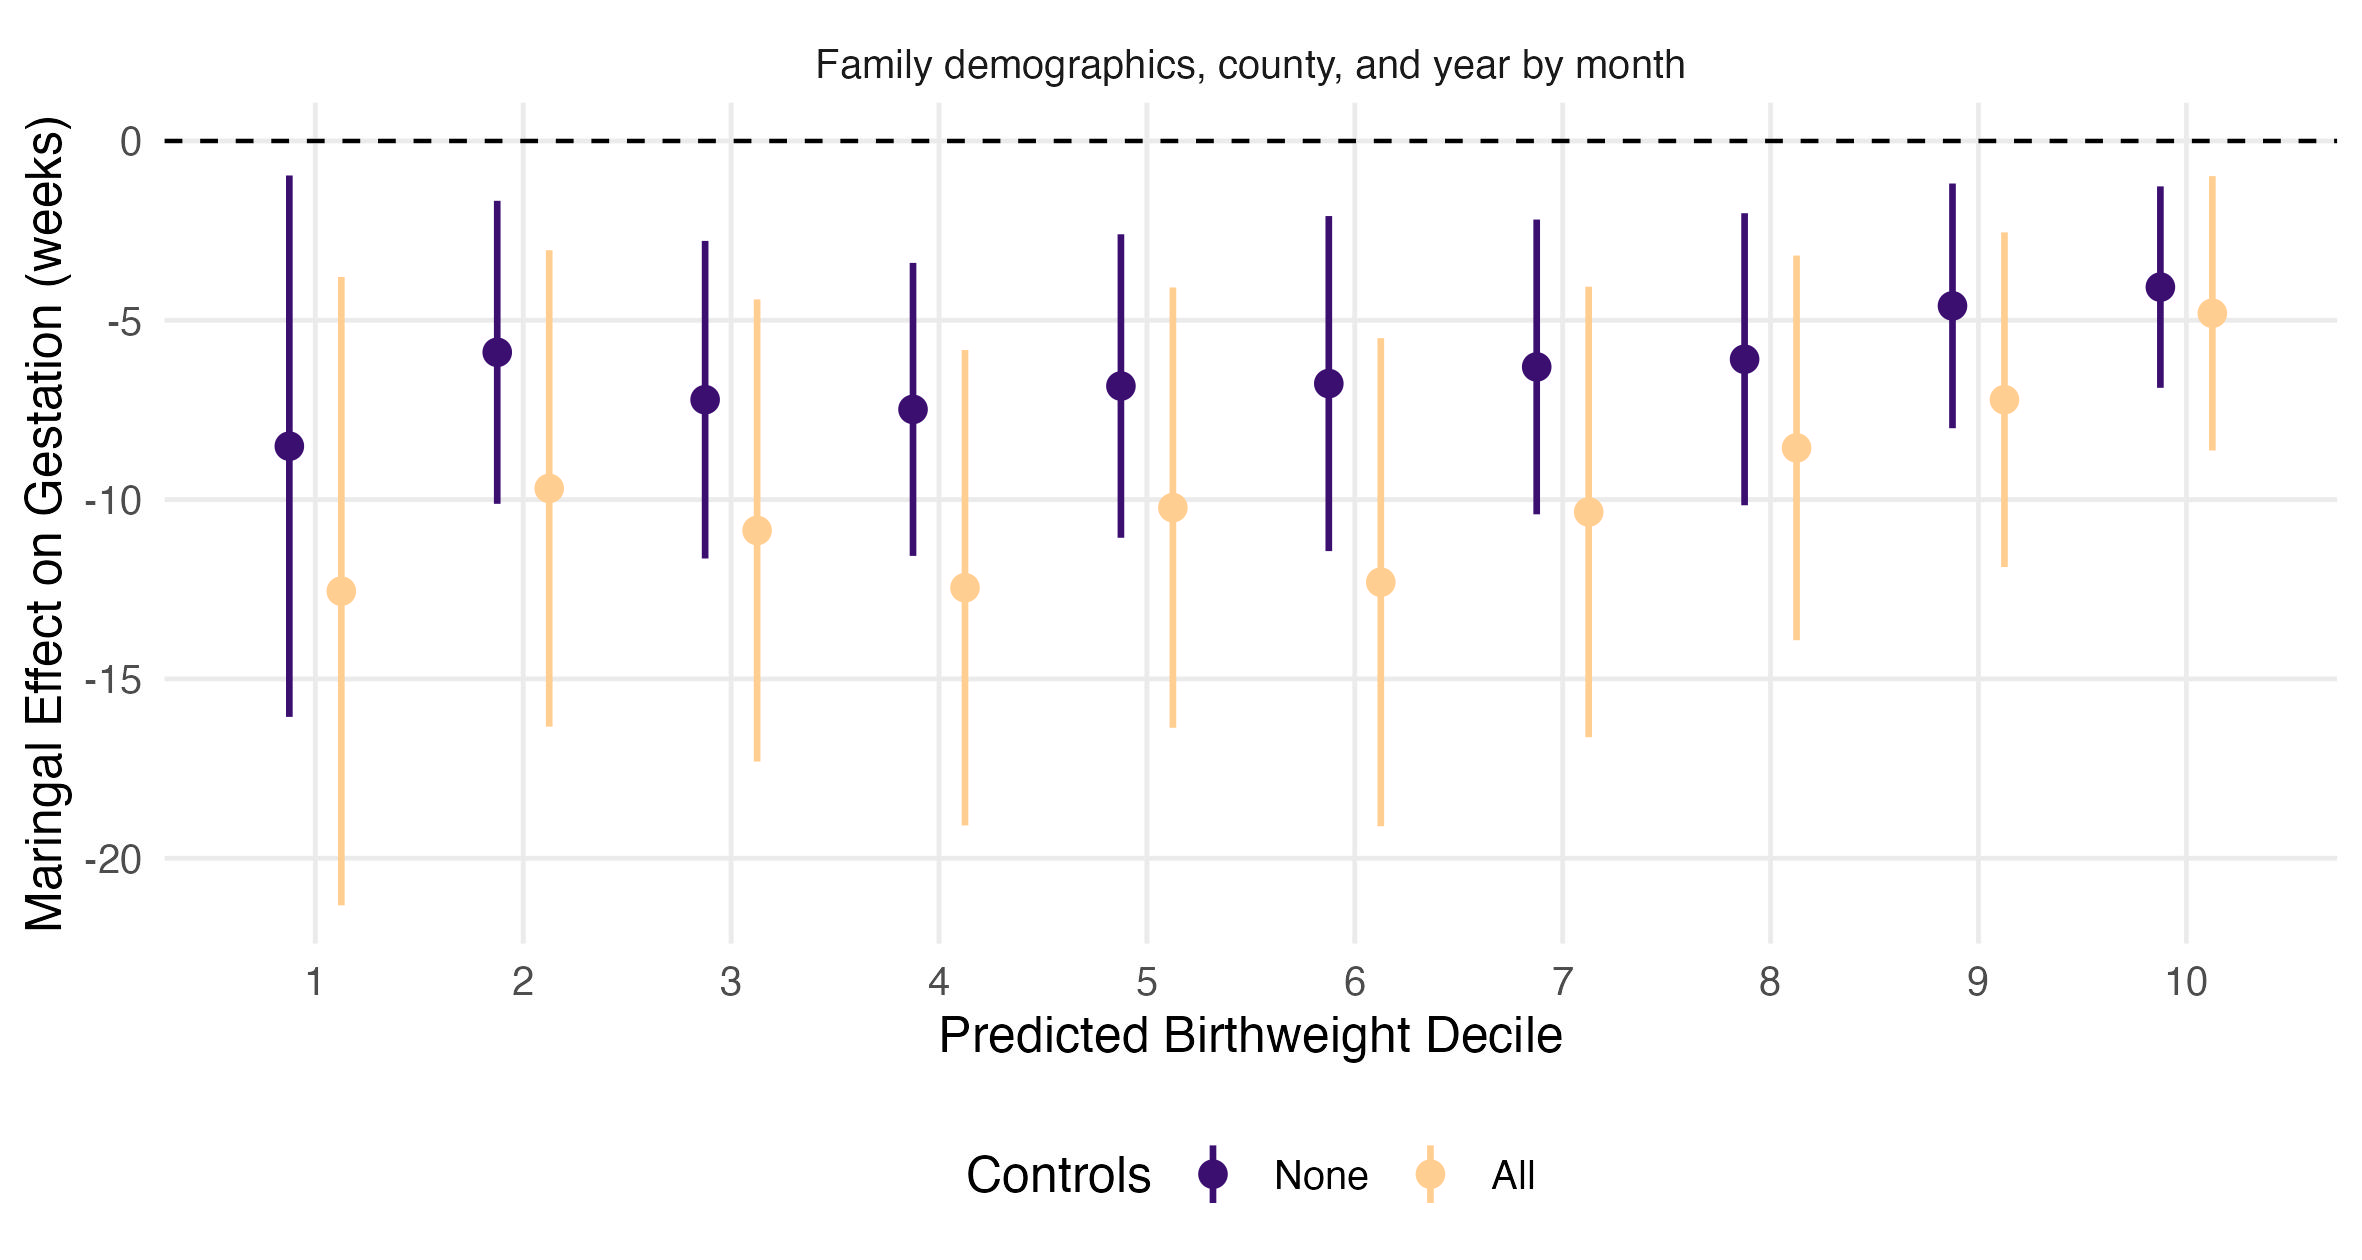 Family demographics, county, and year by month
Maringal Effect on Gestation (weeks)
0
-5
-10
-15
-20
1 2 3 4 5 6 7 8 9 10
Predicted Birthweight Decile
Controls None All